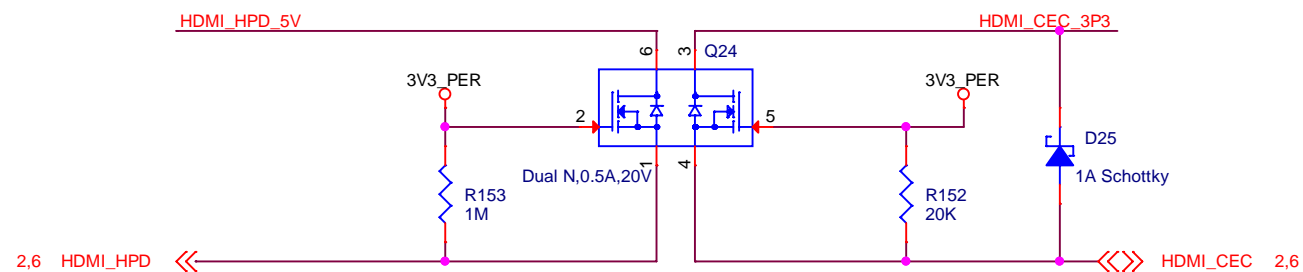 HDMI_HPD_5V
HDMI_CEC_3P3
6
3
Q24
3V3_PER
3V3_PER
2
5
D25
1
4
Dual N,0.5A,20V
1A Schottky
R153
1M
R152
20K
2,6 HDMI_HPD
HDMI_CEC 2,6